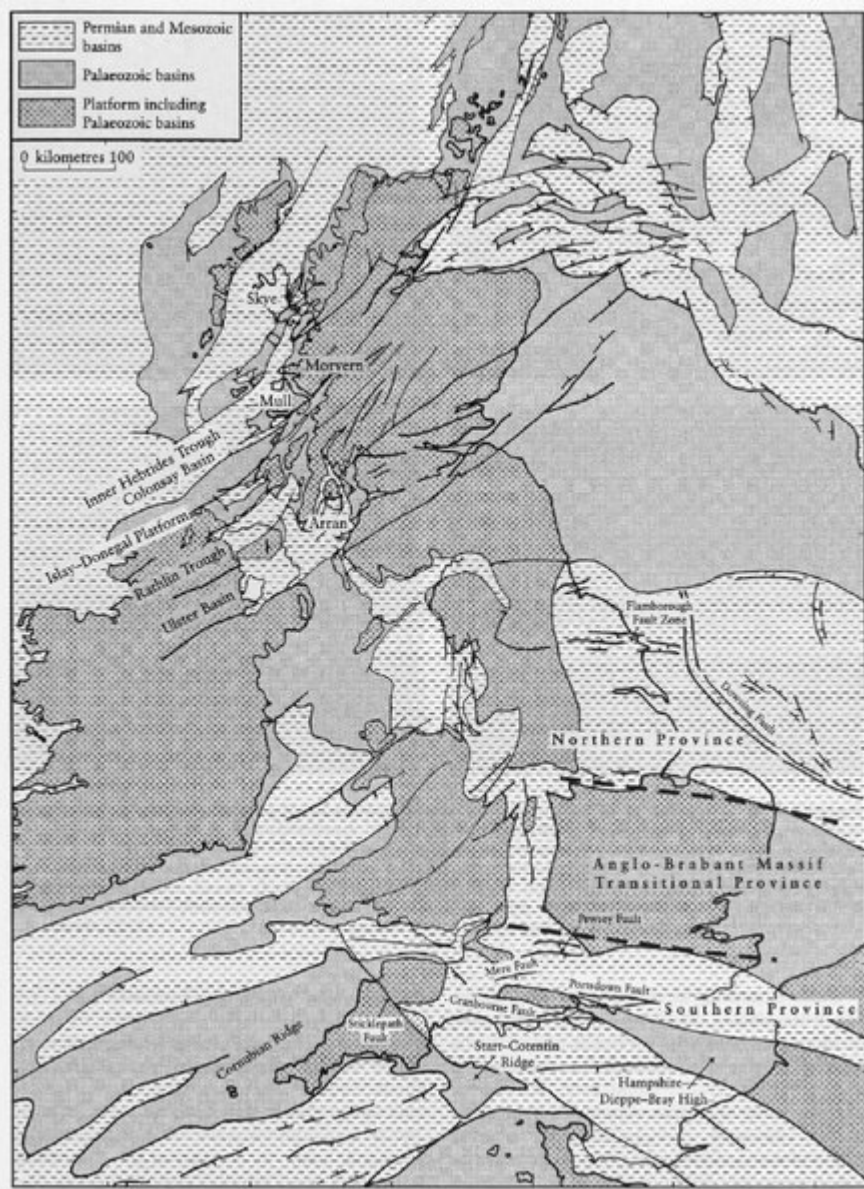 Permian and Mesozoic
basins
Palaeozoic basins
Platform including
Palaeozoic basins
0 kilometres 100
Skye
Morvern
Mull
Inner Hebrides Trough
Colonsay Basin
Arran
Islay–Donegal Platform
Rathlin Trough
Ulster Basin
Flamborough
Fault Zone
Dowsing Fault
Northern Province
Anglo-Brabant Massif
Transitional Province
Pewsey Fault
Mere Fault
Portsdown Fault
Cranbourne Fault
Southern Province
Sticklepath
Fault
Cornubian Ridge
Start–Cotentin
Ridge
Hampshire–
Dieppe–Bray High